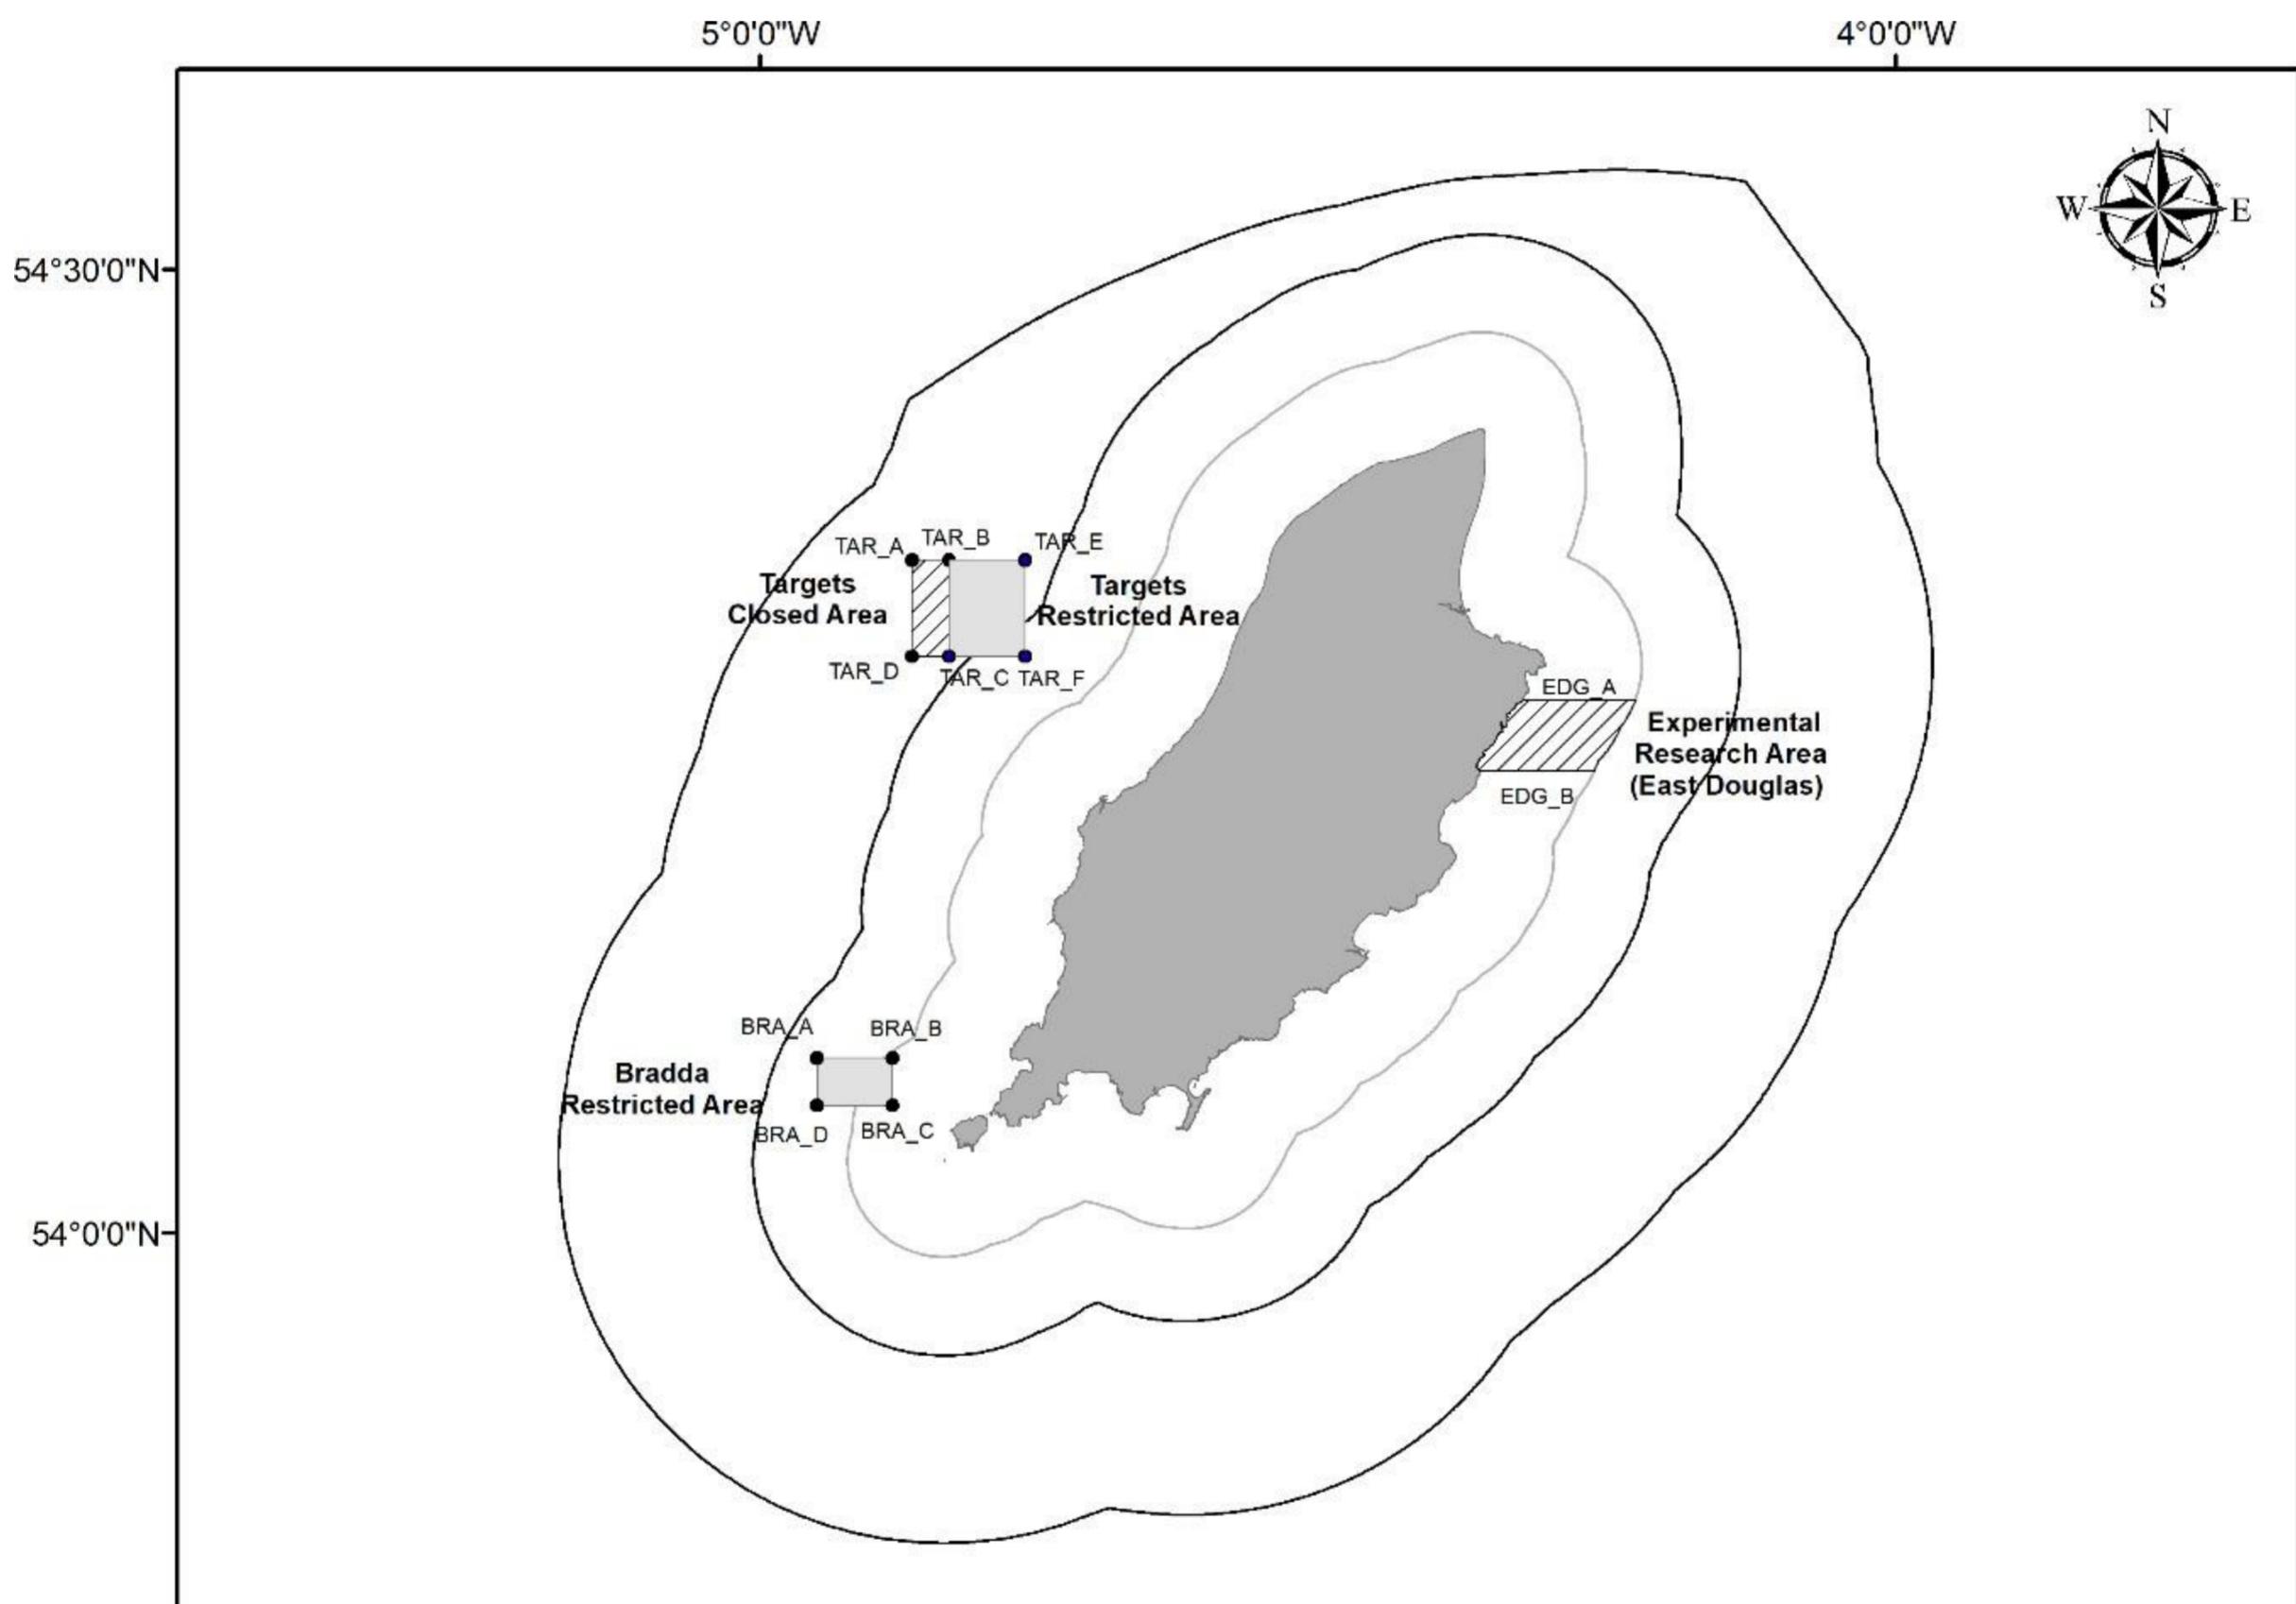 5°0'0"W
4°0'0"W
N
W
E
S
54°30'0"N
TAR_A
TAR_B
TAR_E
Targets
Closed Area
Targets
Restricted Area
TAR_D
TAR_C
TAR_F
EDG_A
Experimental
Research Area
(East Douglas)
EDG_B
BRA_A
BRA_B
Bradda
Restricted Area
BRA_D
BRA_C
54°0'0"N